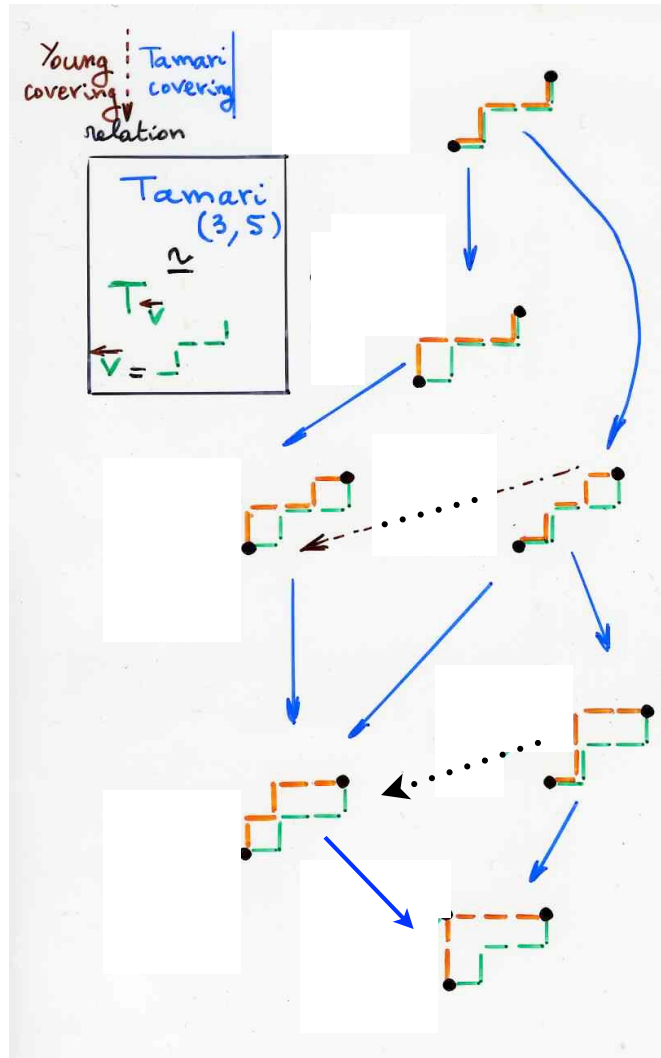 Young Tamari
covering covering
relation
Tamari
(3, 5)
~
T v
v =